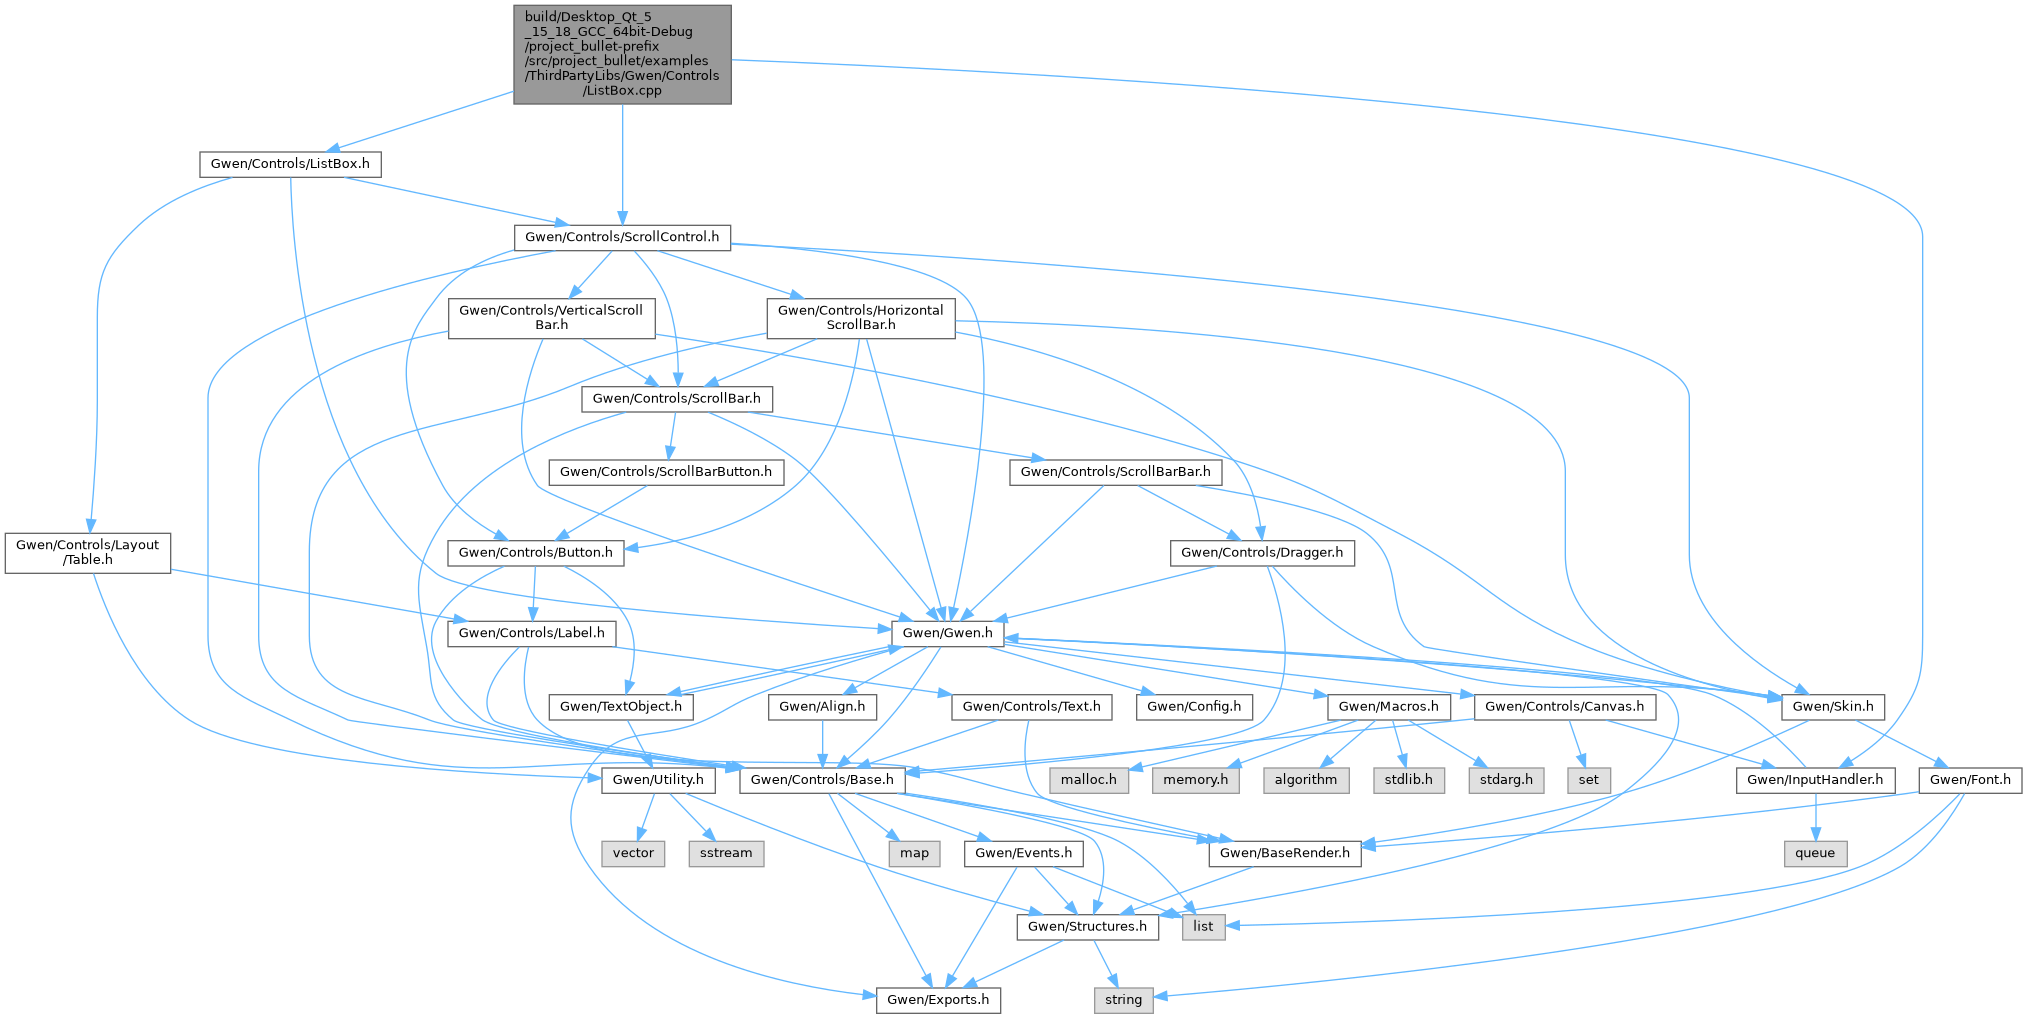 build/Desktop_Qt_5
_15_18_GCC_64bit-Debug
/project_bullet-prefix
/src/project_bullet/examples
/ThirdPartyLibs/Gwen/Controls
/ListBox.cpp
Gwen/Controls/ListBox.h
Gwen/Controls/ScrollControl.h
Gwen/Controls/VerticalScroll
Bar.h
Gwen/Controls/Horizontal
ScrollBar.h
Gwen/Controls/ScrollBar.h
Gwen/Controls/ScrollBarButton.h
Gwen/Controls/ScrollBarBar.h
Gwen/Controls/Layout
/Table.h
Gwen/Controls/Button.h
Gwen/Controls/Dragger.h
Gwen/Controls/Label.h
Gwen/Gwen.h
Gwen/TextObject.h
Gwen/Align.h
Gwen/Controls/Text.h
Gwen/Config.h
Gwen/Macros.h
Gwen/Controls/Canvas.h
Gwen/Skin.h
Gwen/Utility.h
Gwen/Controls/Base.h
malloc.h
memory.h
algorithm
stdlib.h
stdarg.h
set
Gwen/InputHandler.h
Gwen/Font.h
vector
sstream
map
Gwen/Events.h
Gwen/BaseRender.h
queue
Gwen/Structures.h
list
Gwen/Exports.h
string